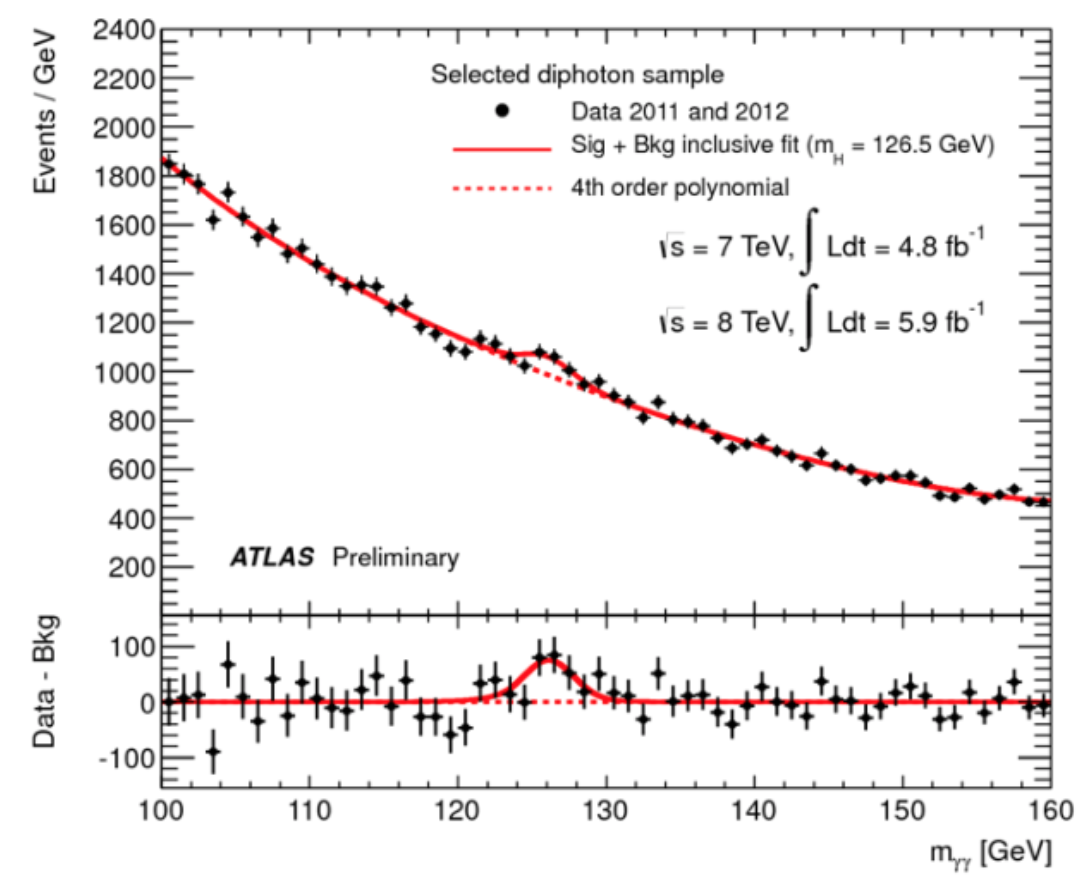 Events / GeV
2400
2200
2000
1800
1600
1400
1200
1000
800
600
400
200
Selected diphoton sample
Data 2011 and 2012
Sig + Bkg inclusive fit (m_H = 126.5 GeV)
4th order polynomial
√s = 7 TeV, ∫ Ldt = 4.8 fb⁻¹
√s = 8 TeV, ∫ Ldt = 5.9 fb⁻¹
ATLAS Preliminary
Data - Bkg
100
0
-100
100 110 120 130 140 150 160
m_γγ [GeV]